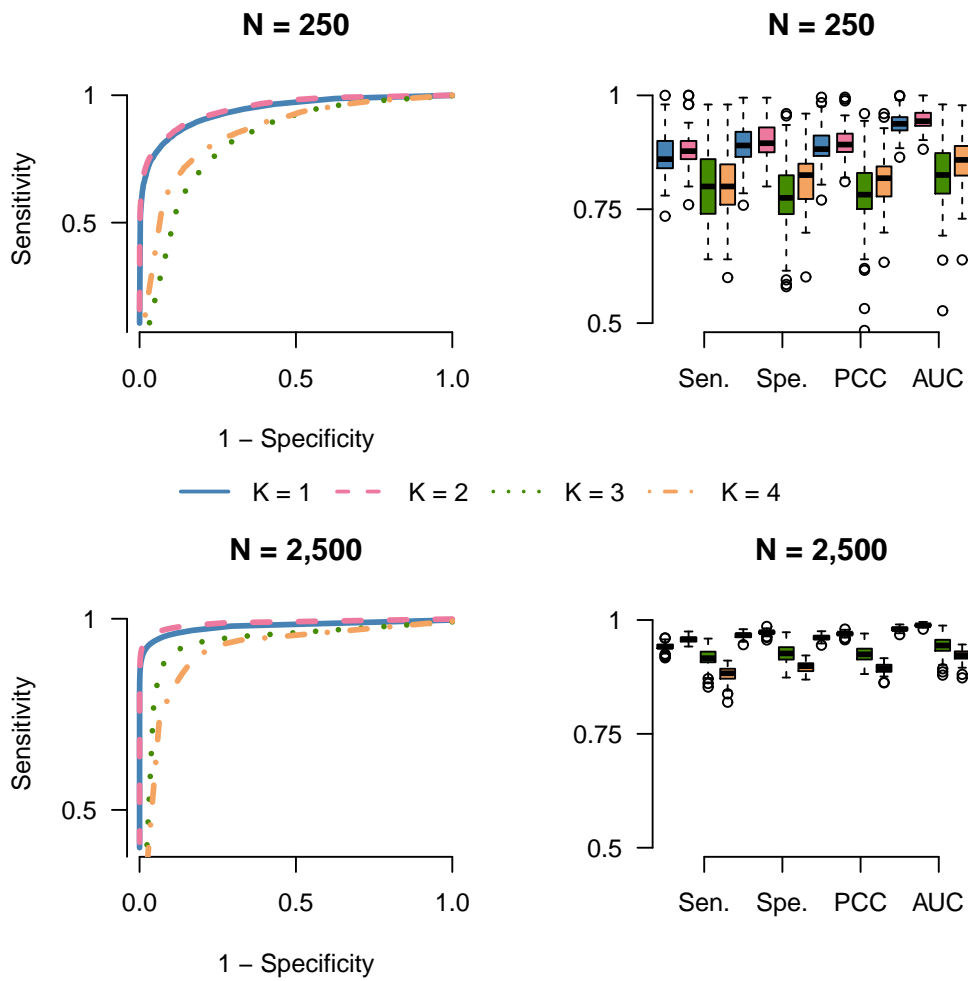 N = 250
Sensitivity
1
0.5
0.0 0.5 1.0
1 − Specificity
N = 250
1
0.75
0.5
Sen. Spe. PCC AUC
K = 1 K = 2 K = 3 K = 4
N = 2,500
Sensitivity
1
0.5
0.0 0.5 1.0
1 − Specificity
N = 2,500
1
0.75
0.5
Sen. Spe. PCC AUC